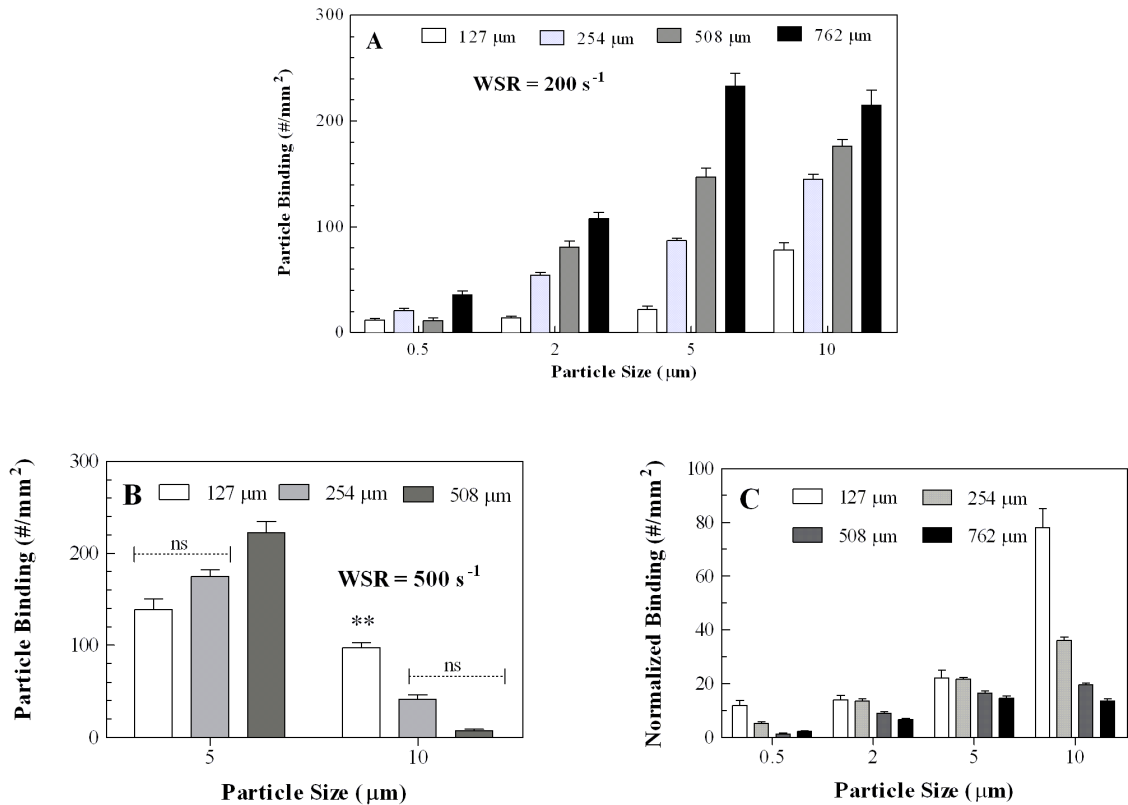 300
A
127 μm
254 μm
508 μm
762 μm
WSR = 200 s-1
Particle Binding (#/mm2)
200
100
0
0.5
2
5
10
Particle Size (μm)
300
B
127 μm
254 μm
508 μm
ns
WSR = 500 s-1
**
ns
Particle Binding (#/mm2)
200
100
0
5
10
Particle Size (μm)
100
C
127 μm
254 μm
508 μm
762 μm
Normalized Binding (#/mm2)
80
60
40
20
0
0.5
2
5
10
Particle Size (μm)